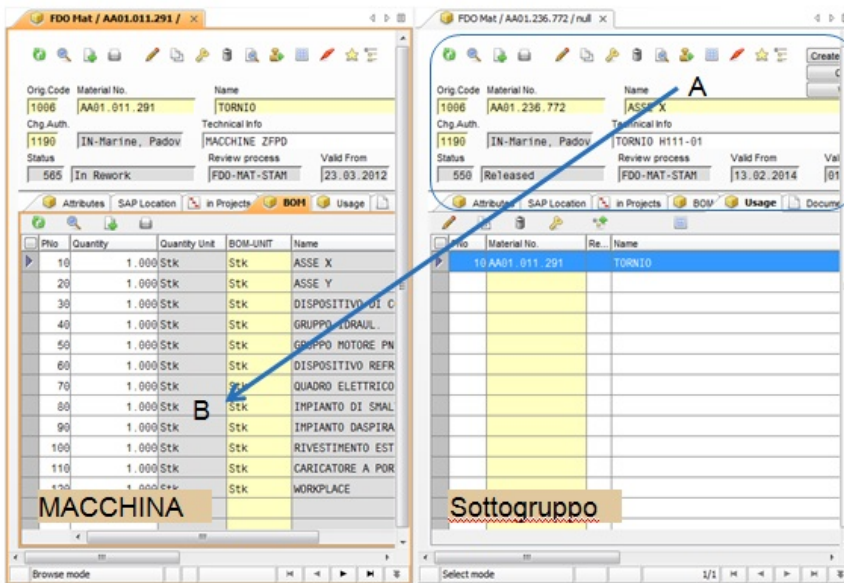 FDO Mat / AA01.011.291 /
Orig.Code Material No. Name
1006 AA01.011.291 TORNIO
Chg.Auth. Technical Info
1190 IN-Marine, Padov MACCHINE ZFPD
Status Review process Valid From
565 In Rework FDO-MAT-STAM 23.03.2012
Attributes SAP Location in Projects BOM Usage
PNo Quantity Quantity Unit BOM-UNIT Name
10 1.000 Stk Stk ASSE X
20 1.000 Stk Stk ASSE Y
30 1.000 Stk Stk DISPOSITIVO DI C
40 1.000 Stk Stk GRUPPO IDRAUL.
50 1.000 Stk Stk GRUPPO MOTORE PN
60 1.000 Stk Stk DISPOSITIVO REFR
70 1.000 Stk Stk QUADRO ELETTRICO
80 1.000 Stk Stk IMPIANTO DI SMAL
90 1.000 Stk Stk IMPIANTO DASPIRA
100 1.000 Stk Stk RIVESTIMENTO EST
110 1.000 Stk Stk CARICATORE A POR
120 1.000 Stk Stk WORKPLACE
B
MACCHINA
Browse mode
FDO Mat / AA01.236.772 / null
Create
Orig.Code Material No. Name
A
1006 AA01.236.772 ASSE X
Chg.Auth. Technical Info
1190 IN-Marine, Padov TORNIO H111-01
Status Review process Valid From Val
550 Released FDO-MAT-STAM 13.02.2014 01
Attributes SAP Location in Projects BOM Usage Docume
PNo Material No. Re... Name
10 AA01.011.291 TORNIO
Sottogruppo
Select mode 1/1